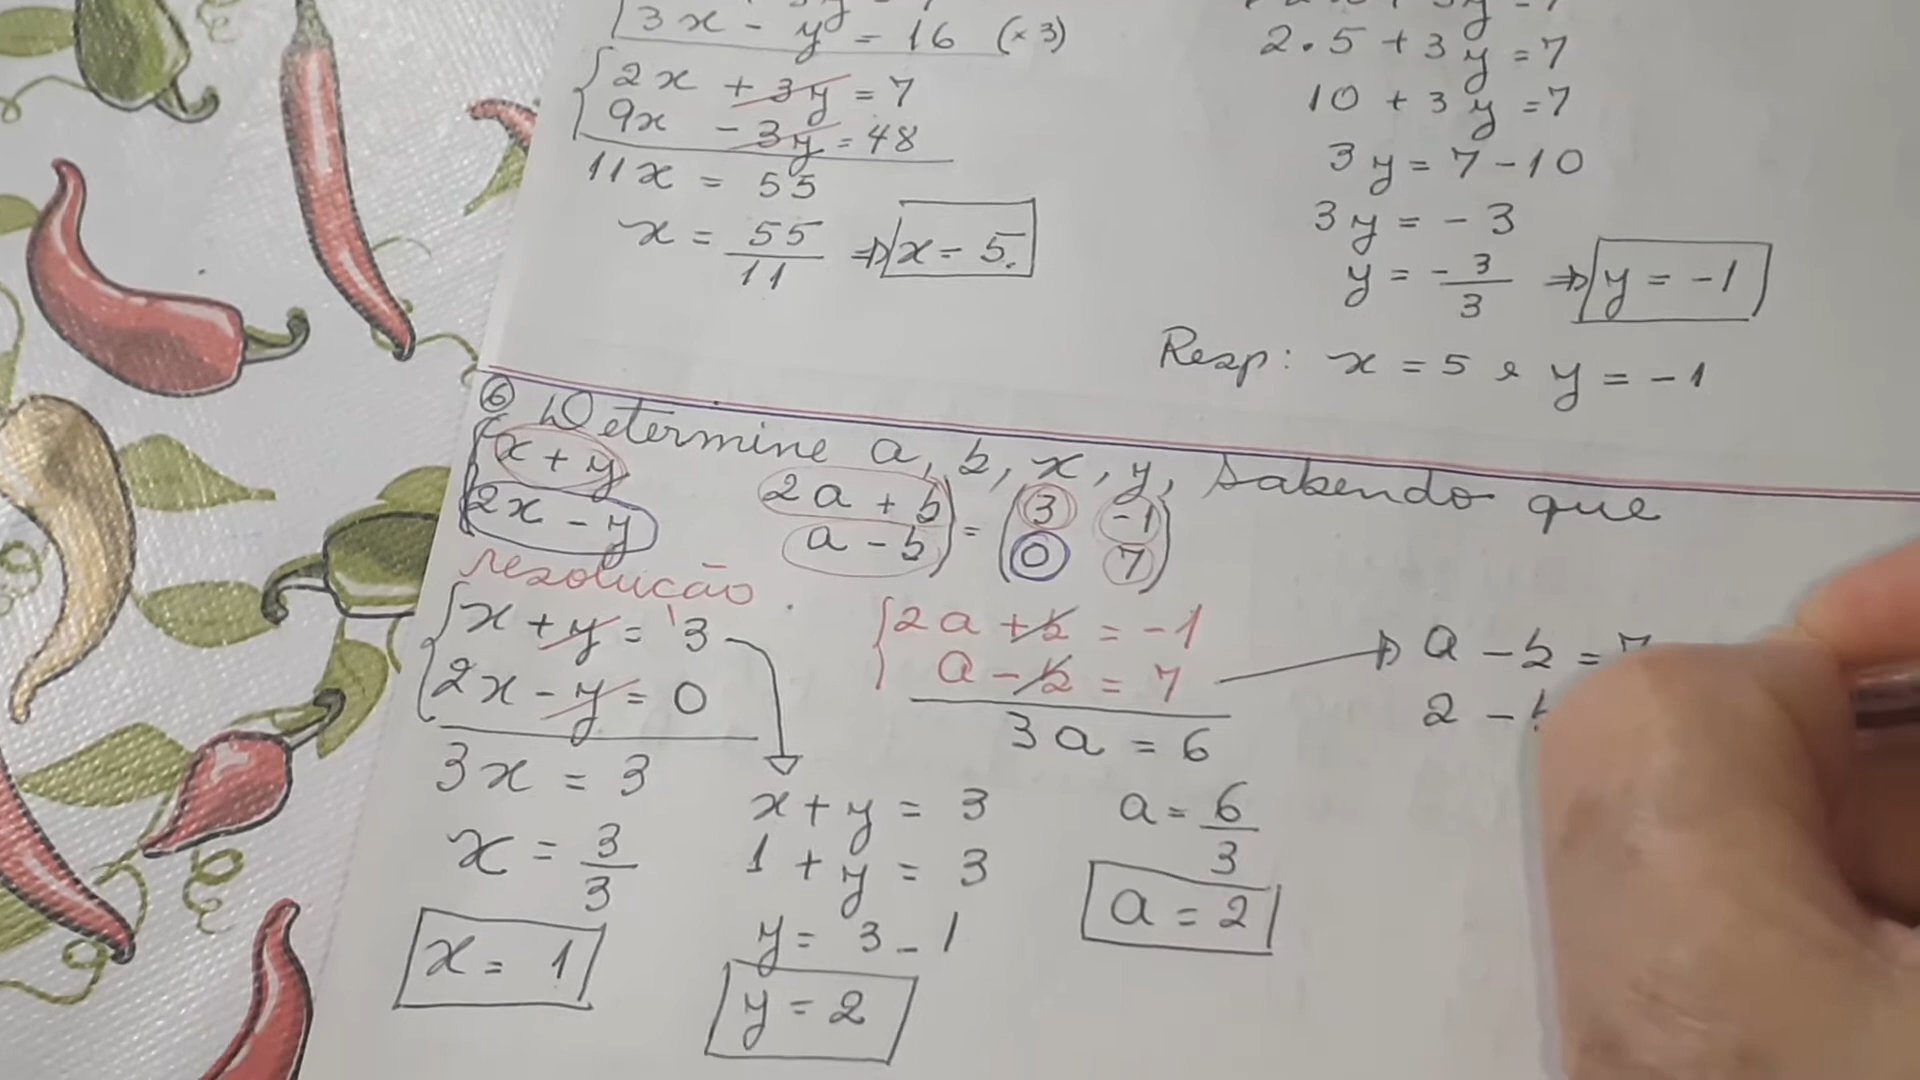 3x - y = 16 (×3)
{2x + 3y = 7
9x - 3y = 48
11x = 55
x = 55/11 ⇒ x = 5.
2.5 + 3y = 7
10 + 3y = 7
3y = 7 - 10
3y = -3
y = -3/3 ⇒ y = -1
Resp: x = 5 e y = -1
⑥ Determine a, b, x, y, sabendo que
(x + y 2a + b) = (3 -1)
(2x - y a - b) (0 7)
resolução.
{x + y = 3
2x - y = 0
3x = 3
x = 3/3
x = 1
x + y = 3
1 + y = 3
y = 3 - 1
y = 2
{2a + b = -1
a - b = 7
3a = 6
a = 6/3
a = 2
a - b = 7
2 -